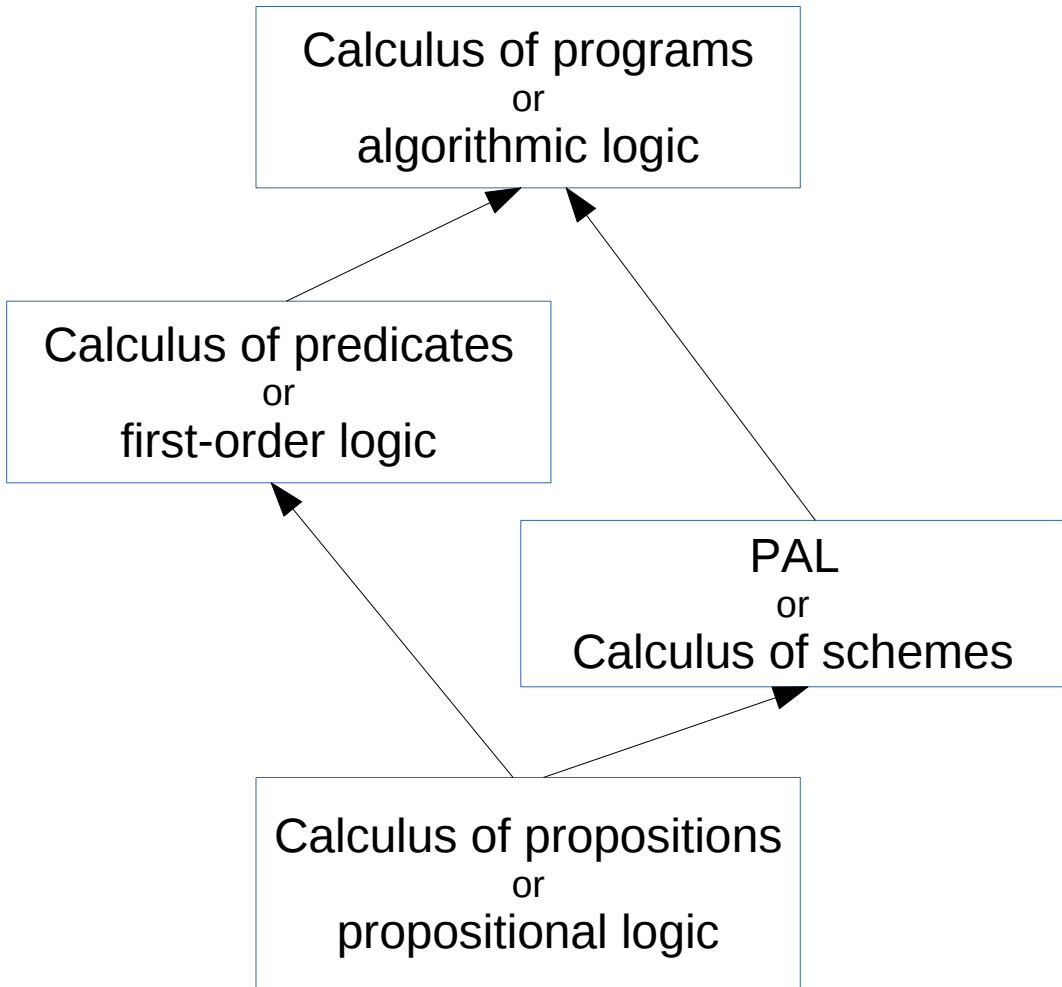 Calculus of programs
or
algorithmic logic
Calculus of predicates
or
first-order logic
PAL
or
Calculus of schemes
Calculus of propositions
or
propositional logic